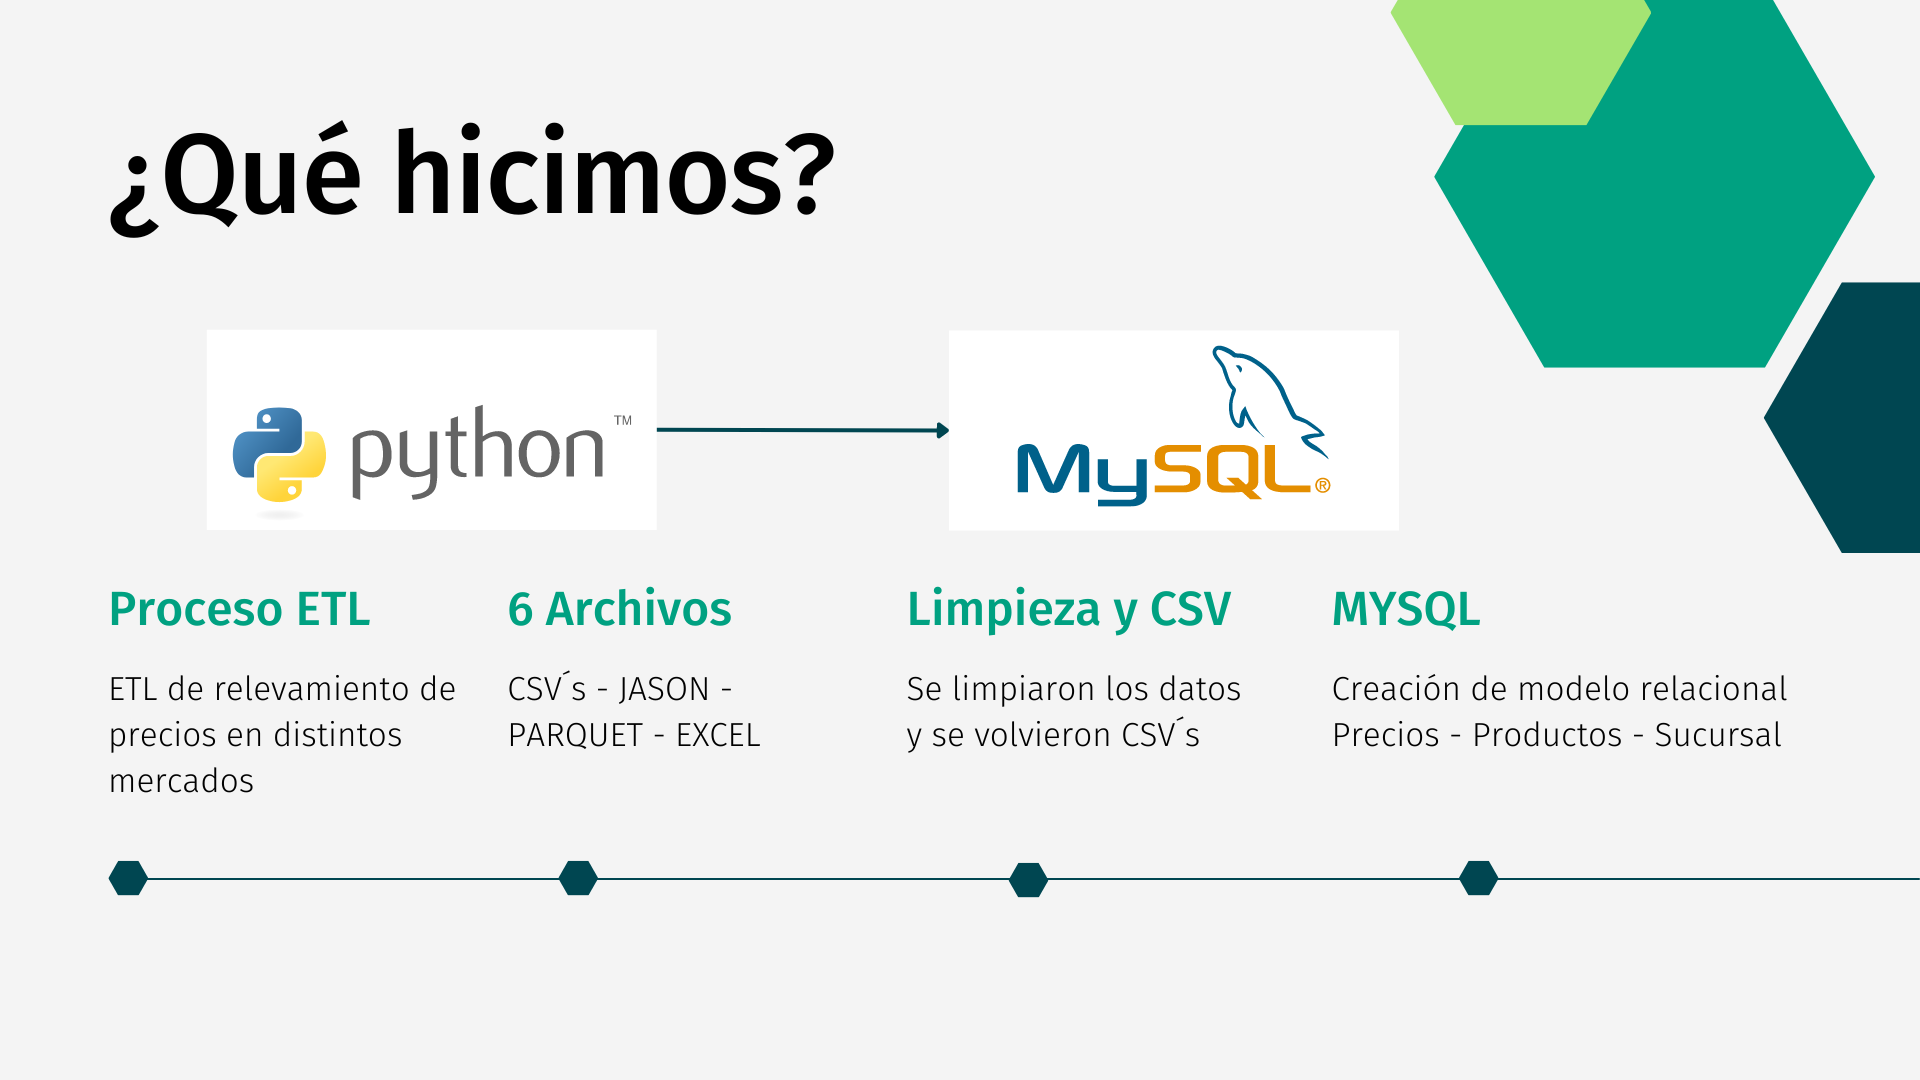 ¿Qué hicimos?
python™
MySQL®
Proceso ETL
ETL de relevamiento de
precios en distintos
mercados
6 Archivos
CSV´s - JASON -
PARQUET - EXCEL
Limpieza y CSV
Se limpiaron los datos
y se volvieron CSV´s
MYSQL
Creación de modelo relacional
Precios - Productos - Sucursal